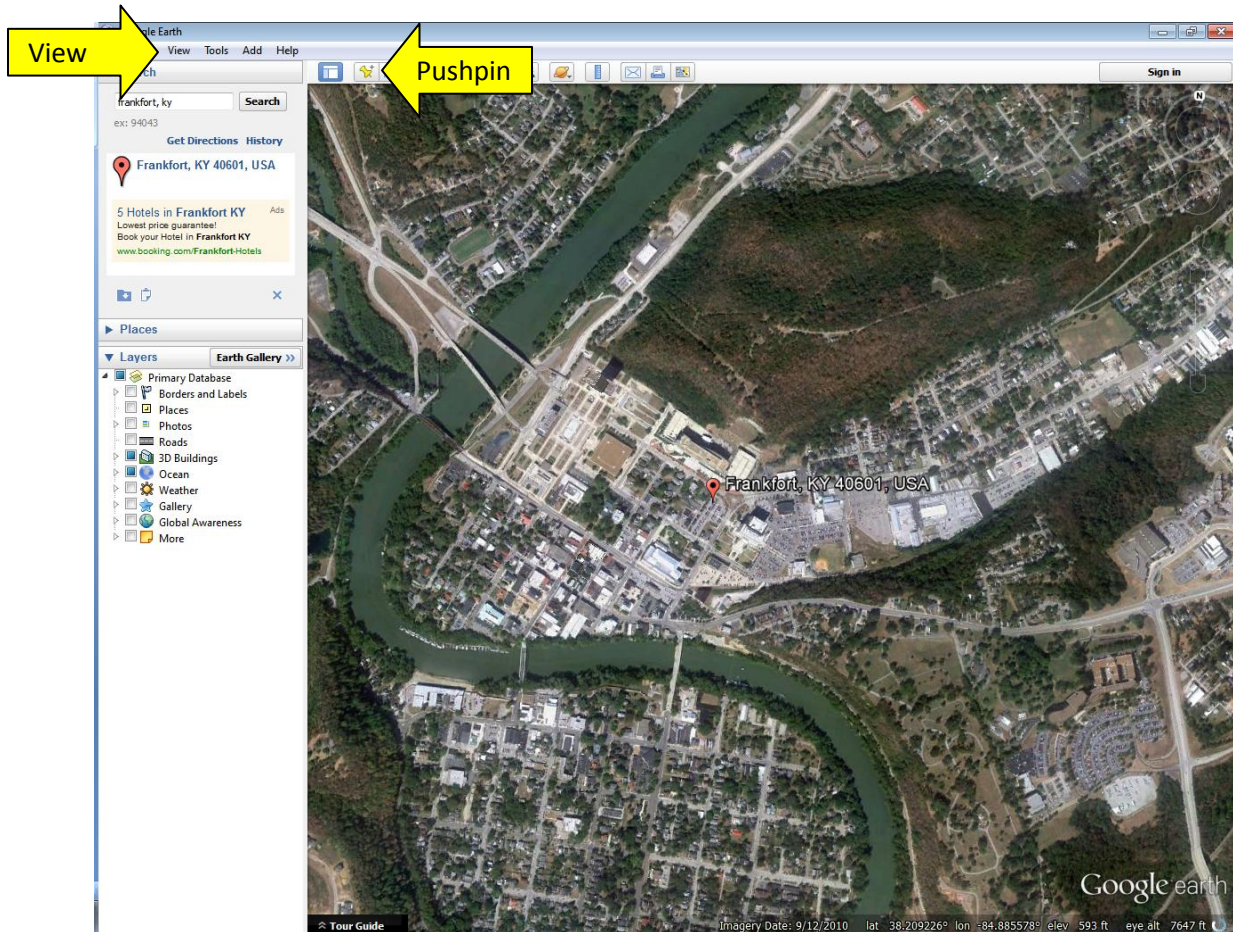 View
Pushpin
gle Earth
View Tools Add Help
ch
Sign in
frankfort, ky
Search
ex: 94043
Get Directions History
Frankfort, KY 40601, USA
5 Hotels in Frankfort KY
Ads
Lowest price guarantee!
Book your Hotel in Frankfort KY
www.booking.com/Frankfort-Hotels
Places
Layers
Earth Gallery »
Primary Database
Borders and Labels
Places
Photos
Roads
3D Buildings
Ocean
Weather
Gallery
Global Awareness
More
N
Frankfort, KY 40601, USA
Google earth
Tour Guide
Imagery Date: 9/12/2010 lat 38.209226° lon -84.885578° elev 593 ft eye alt 7647 ft